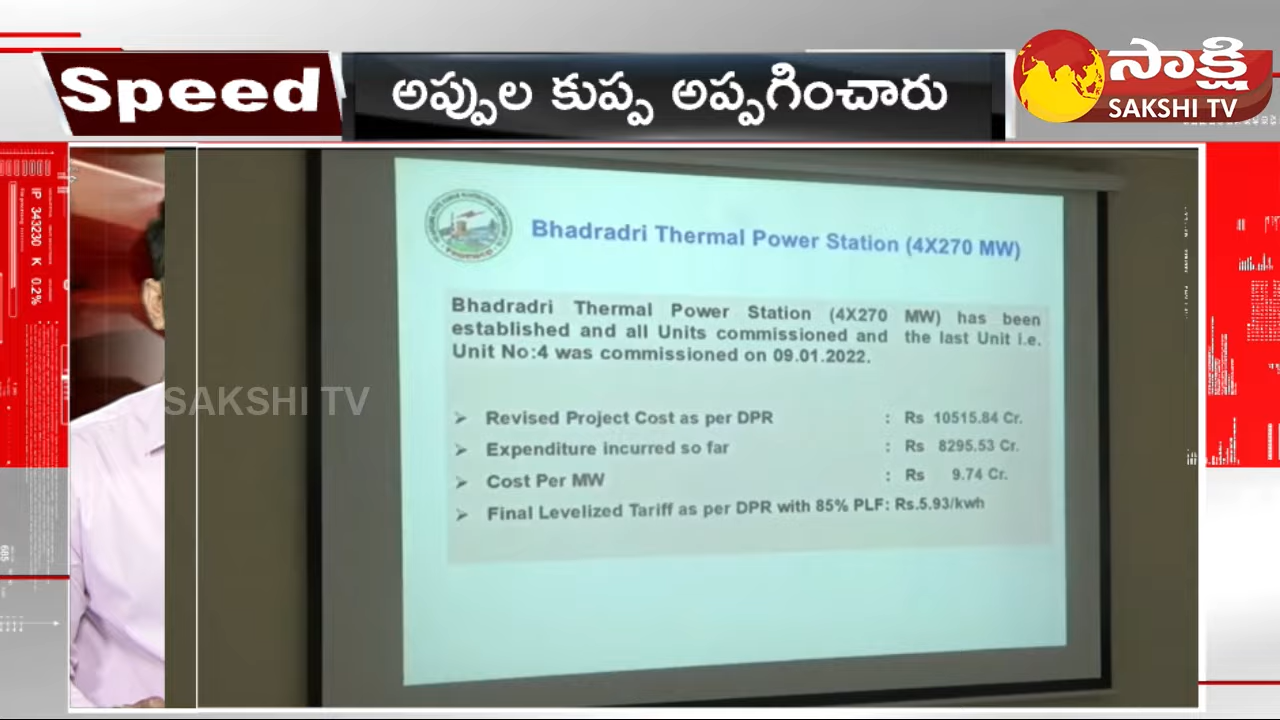 Speed
అప్పుల కుప్ప అప్పగించారు
సాక్షి
SAKSHI TV
IP 343230 K 0.2%
Bhadradri Thermal Power Station (4X270 MW)
Bhadradri Thermal Power Station (4X270 MW) has been
established and all Units commissioned and the last Unit i.e.
Unit No:4 was commissioned on 09.01.2022.
SAKSHI TV
➢ Revised Project Cost as per DPR : Rs 10515.84 Cr.
➢ Expenditure incurred so far : Rs 8295.53 Cr.
➢ Cost Per MW : Rs 9.74 Cr.
➢ Final Levelized Tariff as per DPR with 85% PLF: Rs.5.93/kwh